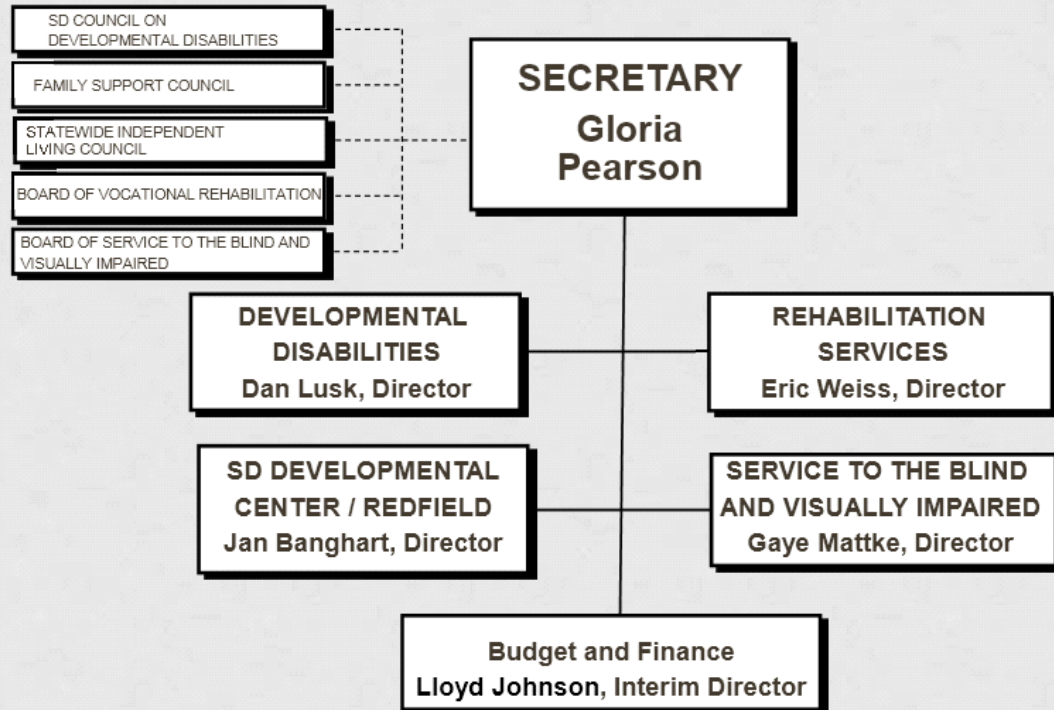 SD COUNCIL ON
DEVELOPMENTAL DISABILITIES
FAMILY SUPPORT COUNCIL
STATEWIDE INDEPENDENT
LIVING COUNCIL
BOARD OF VOCATIONAL REHABILITATION
BOARD OF SERVICE TO THE BLIND AND
VISUALLY IMPAIRED
SECRETARY
Gloria
Pearson
DEVELOPMENTAL
DISABILITIES
Dan Lusk, Director
REHABILITATION
SERVICES
Eric Weiss, Director
SD DEVELOPMENTAL
CENTER / REDFIELD
Jan Banghart, Director
SERVICE TO THE BLIND
AND VISUALLY IMPAIRED
Gaye Mattke, Director
Budget and Finance
Lloyd Johnson, Interim Director